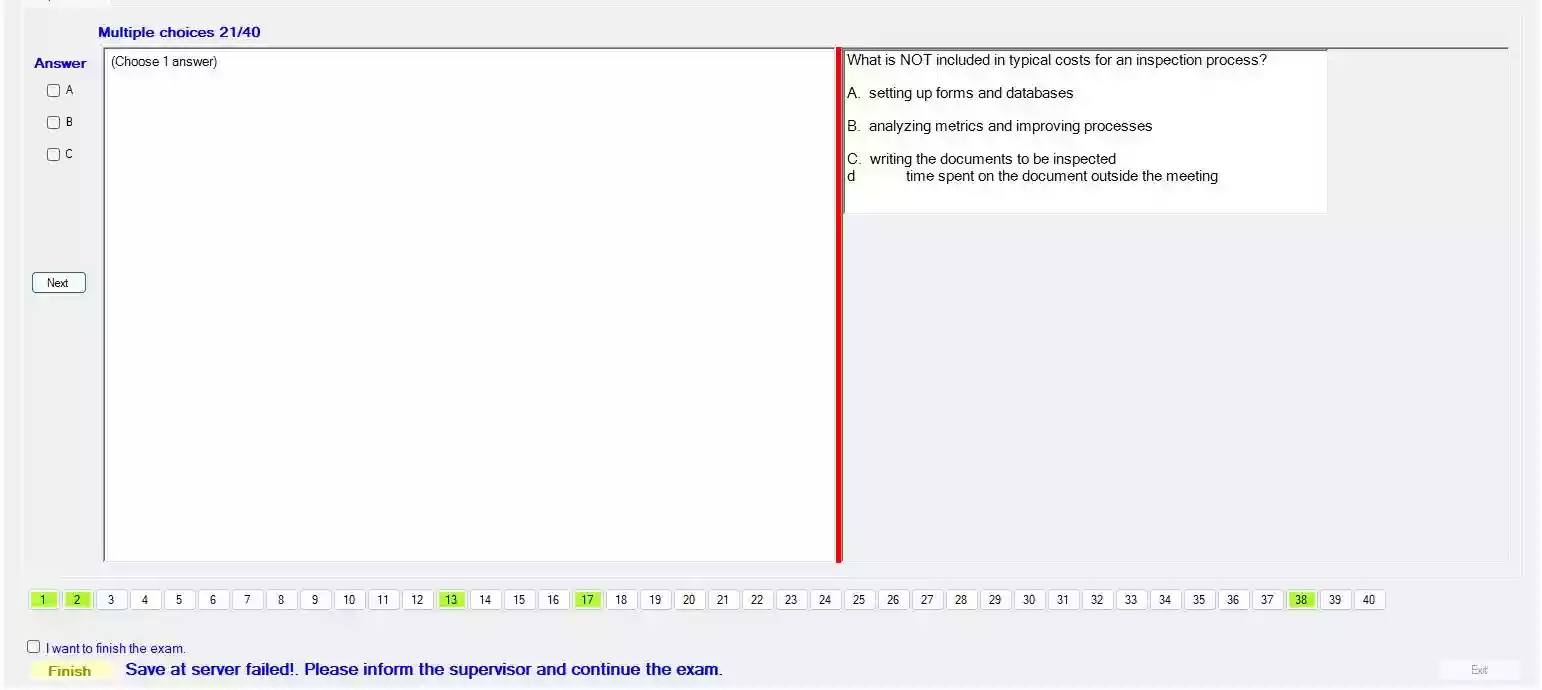 Multiple choices 21/40
Answer
(Choose 1 answer)
A
B
C
Next
What is NOT included in typical costs for an inspection process?
A. setting up forms and databases
B. analyzing metrics and improving processes
C. writing the documents to be inspected
d time spent on the document outside the meeting
1 2 3 4 5 6 7 8 9 10 11 12 13 14 15 16 17 18 19 20 21 22 23 24 25 26 27 28 29 30 31 32 33 34 35 36 37 38 39 40
I want to finish the exam.
Finish Save at server failed!. Please inform the supervisor and continue the exam.
Exit